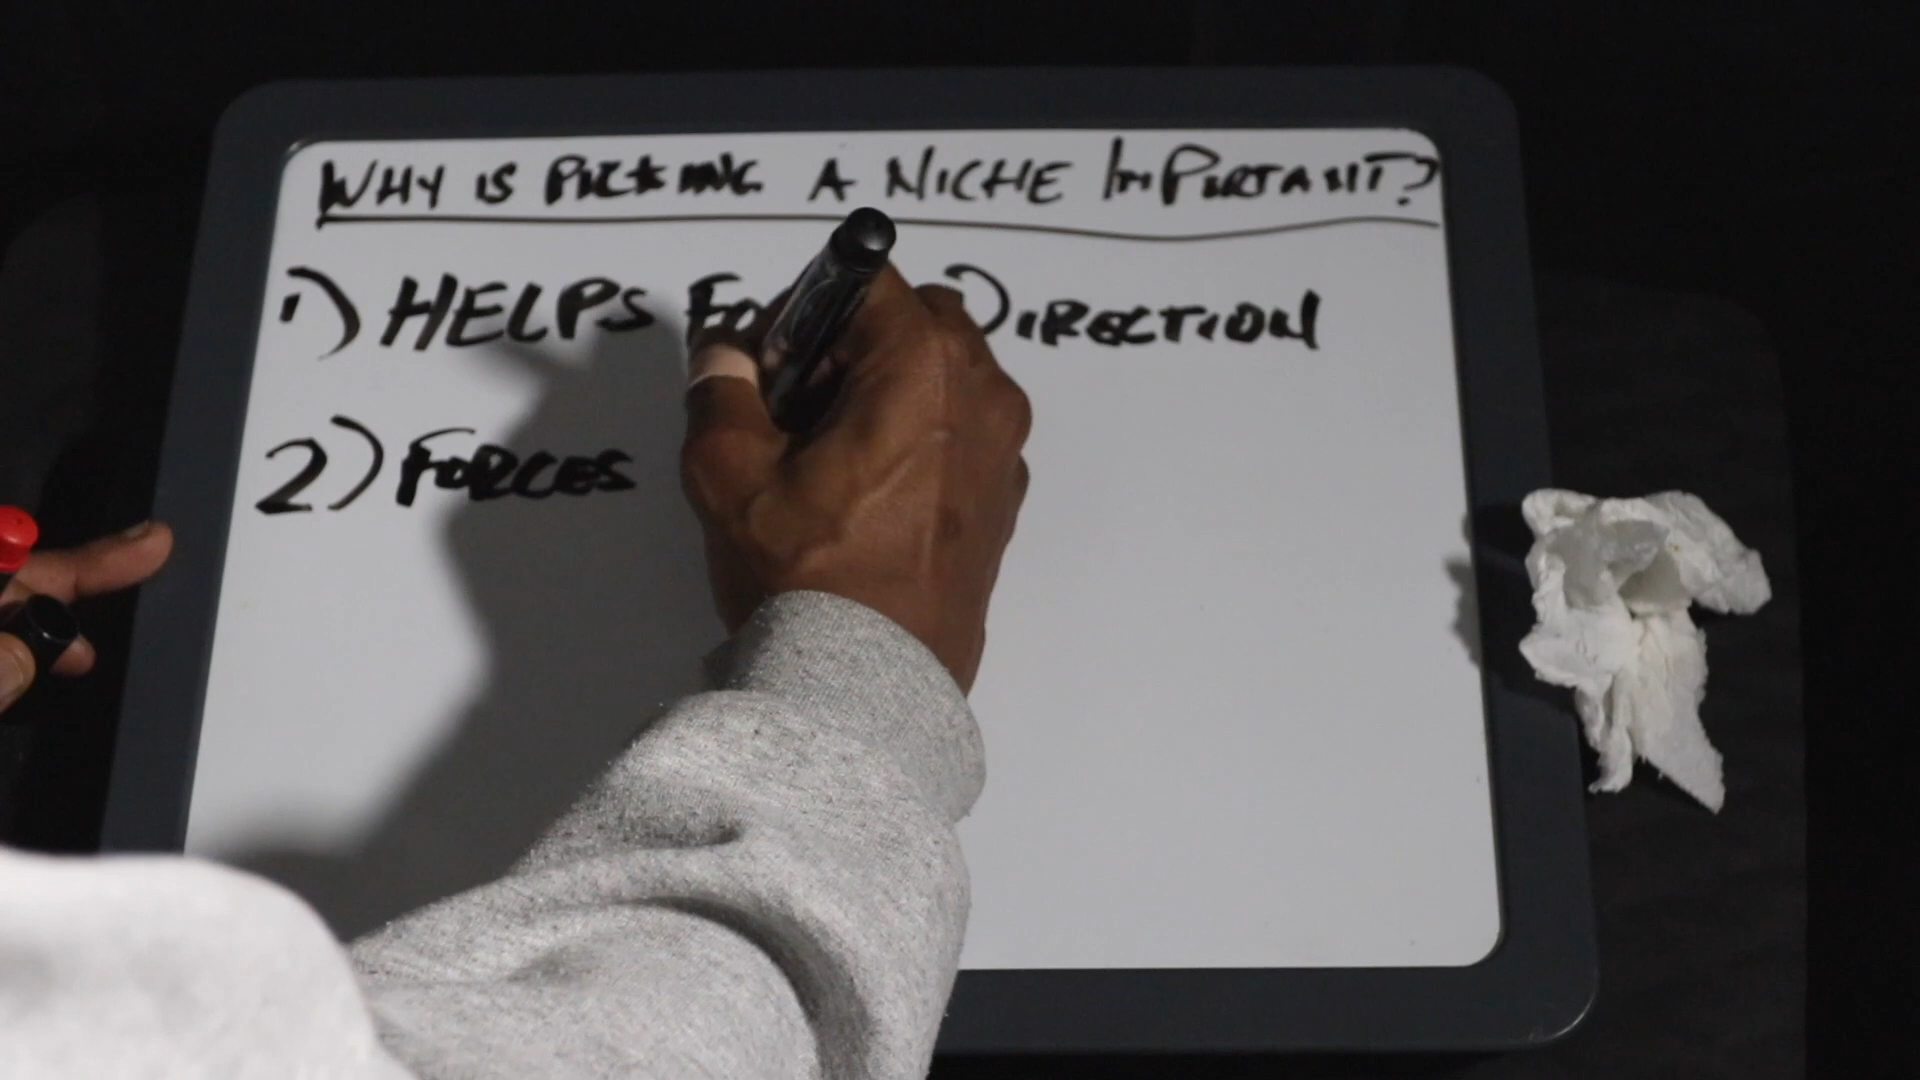 WHY IS PICKING A NICHE IMPORTANT?
1) HELPS DIRECTION
2) FORCES